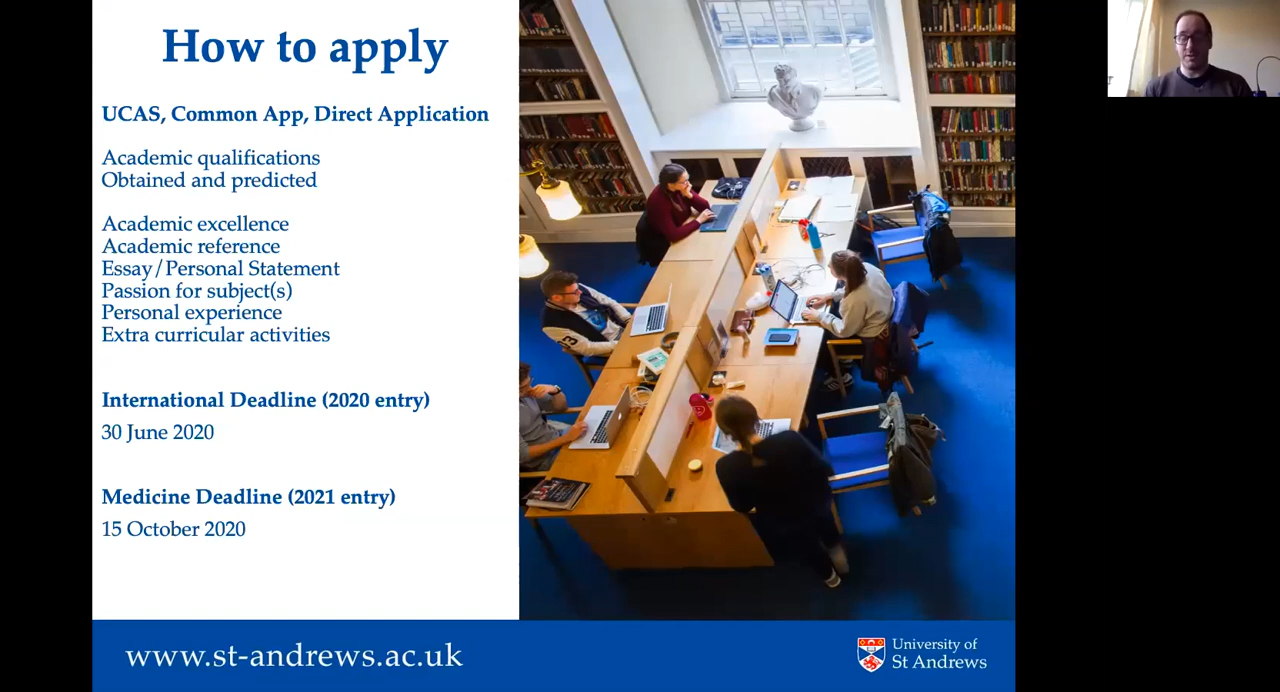 How to apply
UCAS, Common App, Direct Application
Academic qualifications
Obtained and predicted
Academic excellence
Academic reference
Essay/Personal Statement
Passion for subject(s)
Personal experience
Extra curricular activities
International Deadline (2020 entry)
30 June 2020
Medicine Deadline (2021 entry)
15 October 2020
www.st-andrews.ac.uk
University of
St Andrews